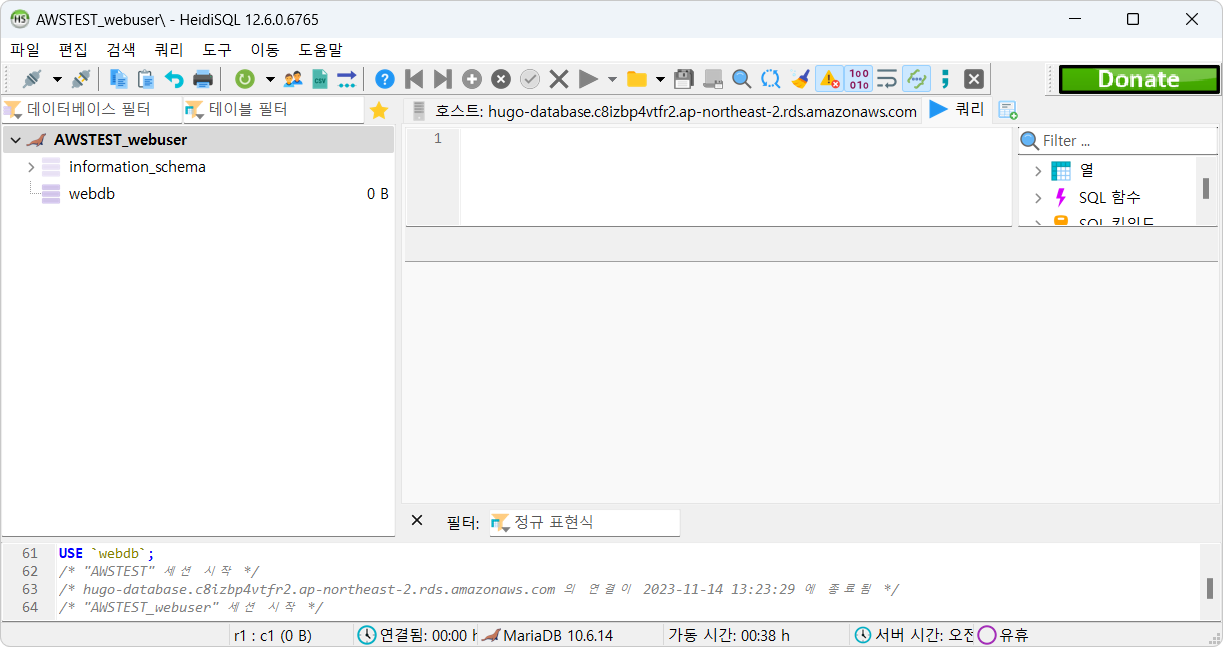 AWSTEST_webuser\ - HeidiSQL 12.6.0.6765
파일 편집 검색 쿼리 도구 이동 도움말
Donate
데이터베이스 필터 테이블 필터 호스트: hugo-database.c8izbp4vtfr2.ap-northeast-2.rds.amazonaws.com 쿼리
AWSTEST_webuser
information_schema
webdb 0 B
1
Filter ...
열
SQL 함수
SQL 키워드
필터: 정규 표현식
61 USE `webdb`;
62 /* "AWSTEST" 세션 시작 */
63 /* hugo-database.c8izbp4vtfr2.ap-northeast-2.rds.amazonaws.com 의 연결이 2023-11-14 13:23:29 에 종료됨 */
64 /* "AWSTEST_webuser" 세션 시작 */
r1 : c1 (0 B) 연결됨: 00:00 MariaDB 10.6.14 가동 시간: 00:38 h 서버 시간: 오전 유휴